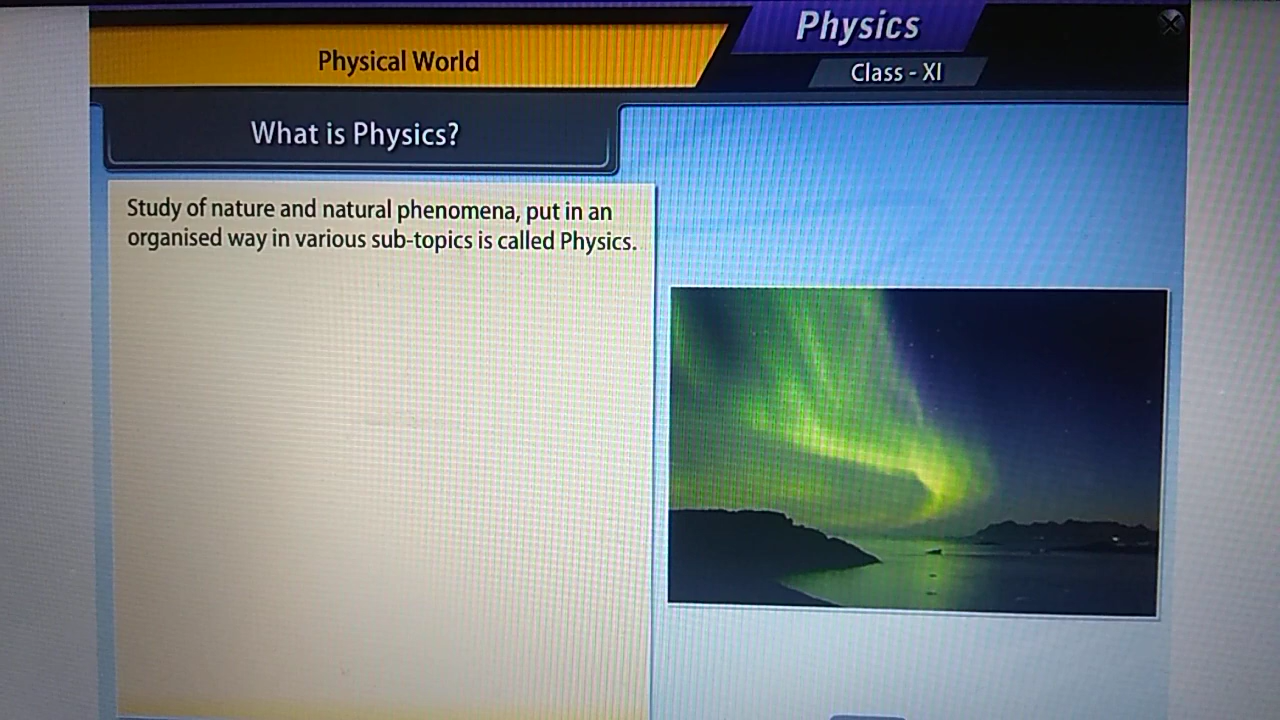 Physics
Class - XI
Physical World
What is Physics?
Study of nature and natural phenomena, put in an
organised way in various sub-topics is called Physics.